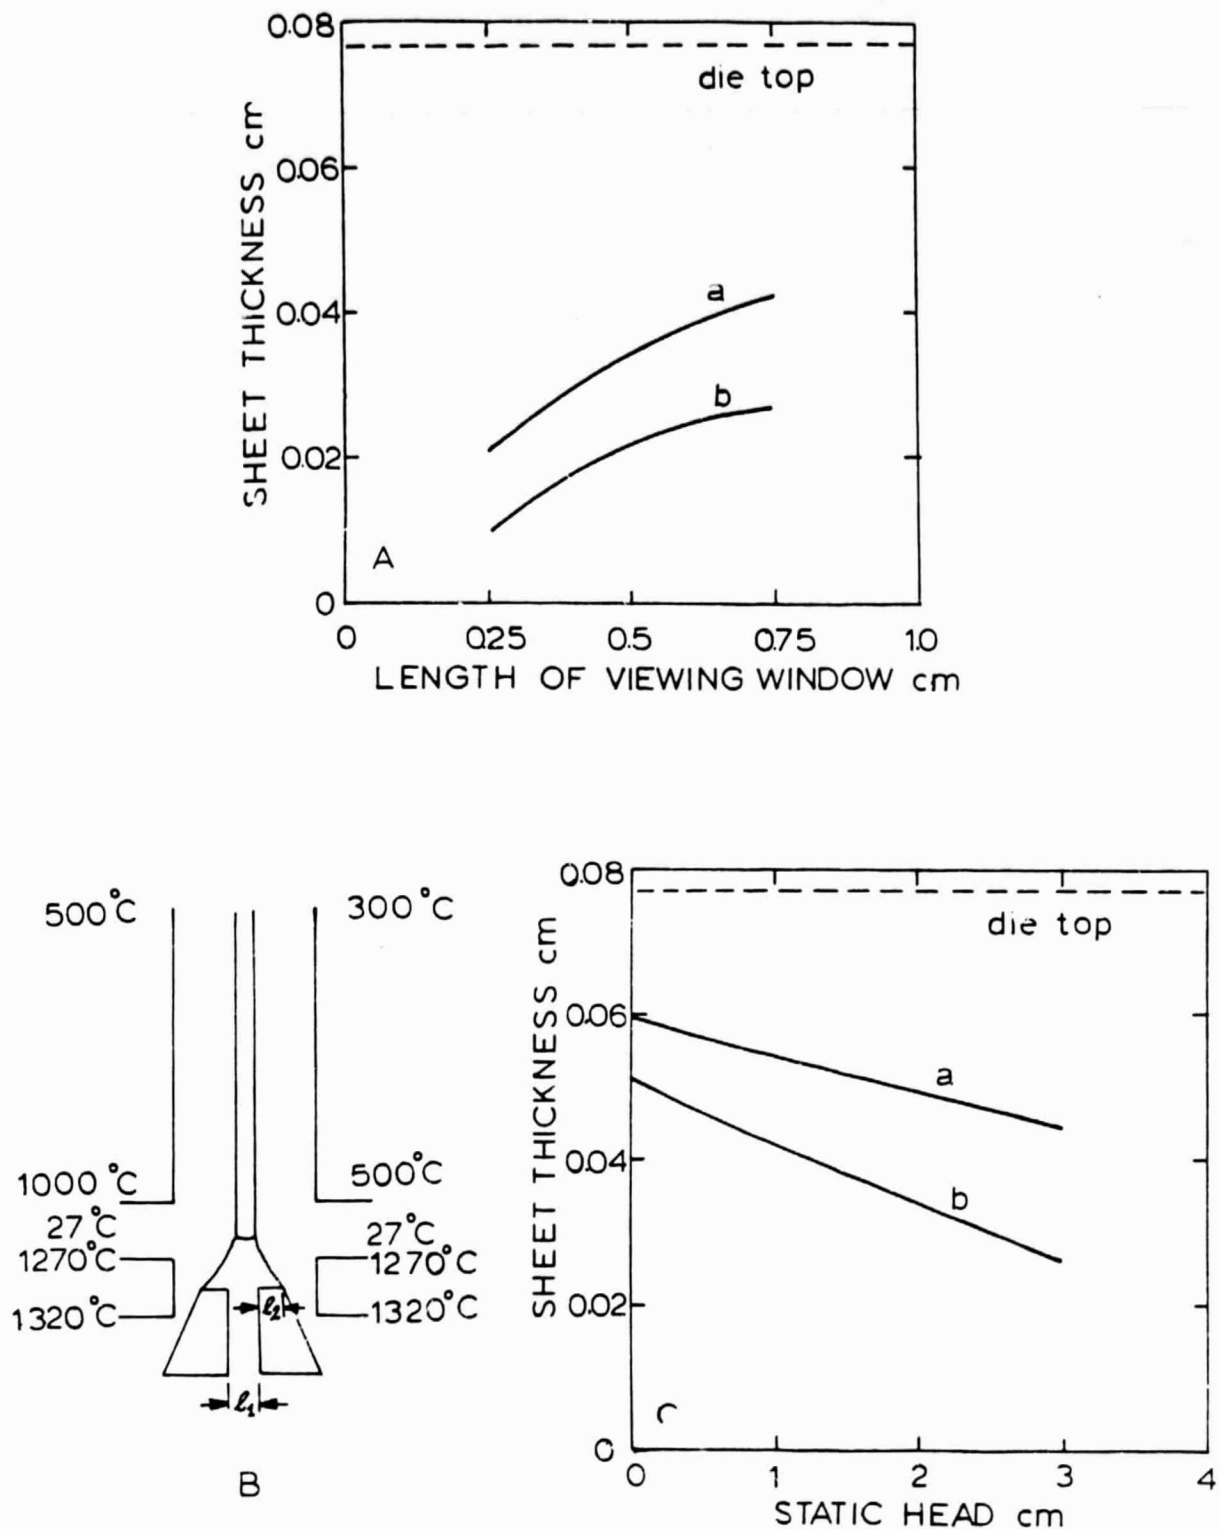 0.08
die top
0.06
a
0.04
b
0.02
A
0
0 0.25 0.5 0.75 1.0
SHEET THICKNESS cm
LENGTH OF VIEWING WINDOW cm
500°C 300°C
1000°C 500°C
27°C 27°C
1270°C 1270°C
1320°C 1320°C
ℓ2
ℓ1
B
0.08
die top
0.06
a
0.04
b
0.02
C
0
0 1 2 3 4
SHEET THICKNESS cm
STATIC HEAD cm